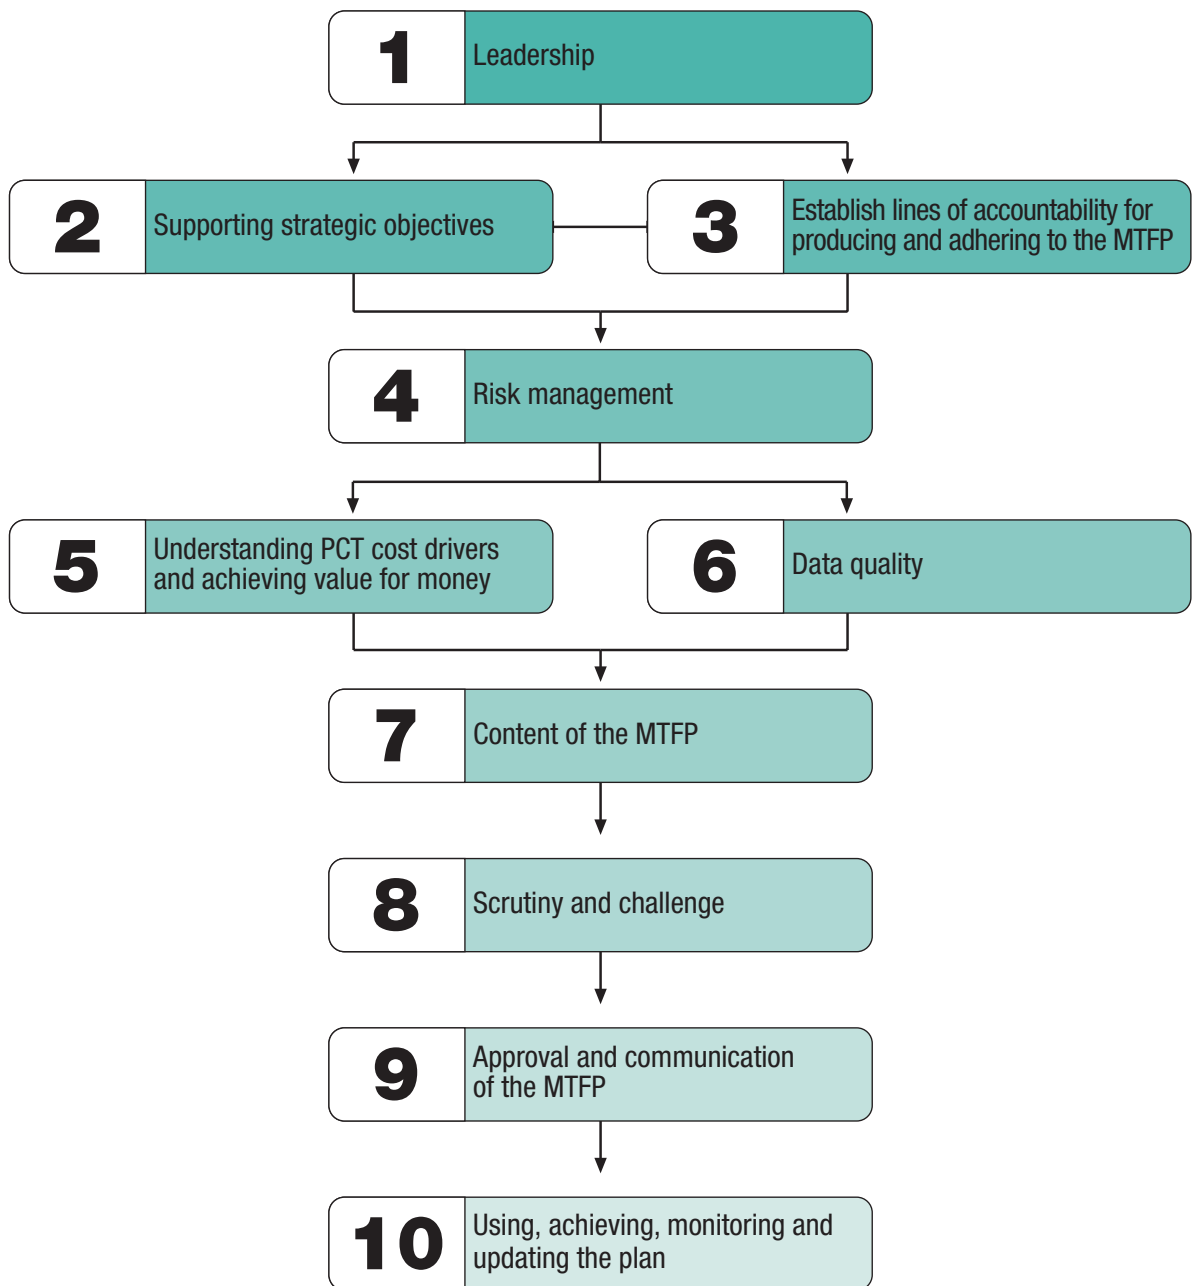 1
Leadership
2
Supporting strategic objectives
3
Establish lines of accountability for
producing and adhering to the MTFP
4
Risk management
5
Understanding PCT cost drivers
and achieving value for money
6
Data quality
7
Content of the MTFP
8
Scrutiny and challenge
9
Approval and communication
of the MTFP
10
Using, achieving, monitoring and
updating the plan